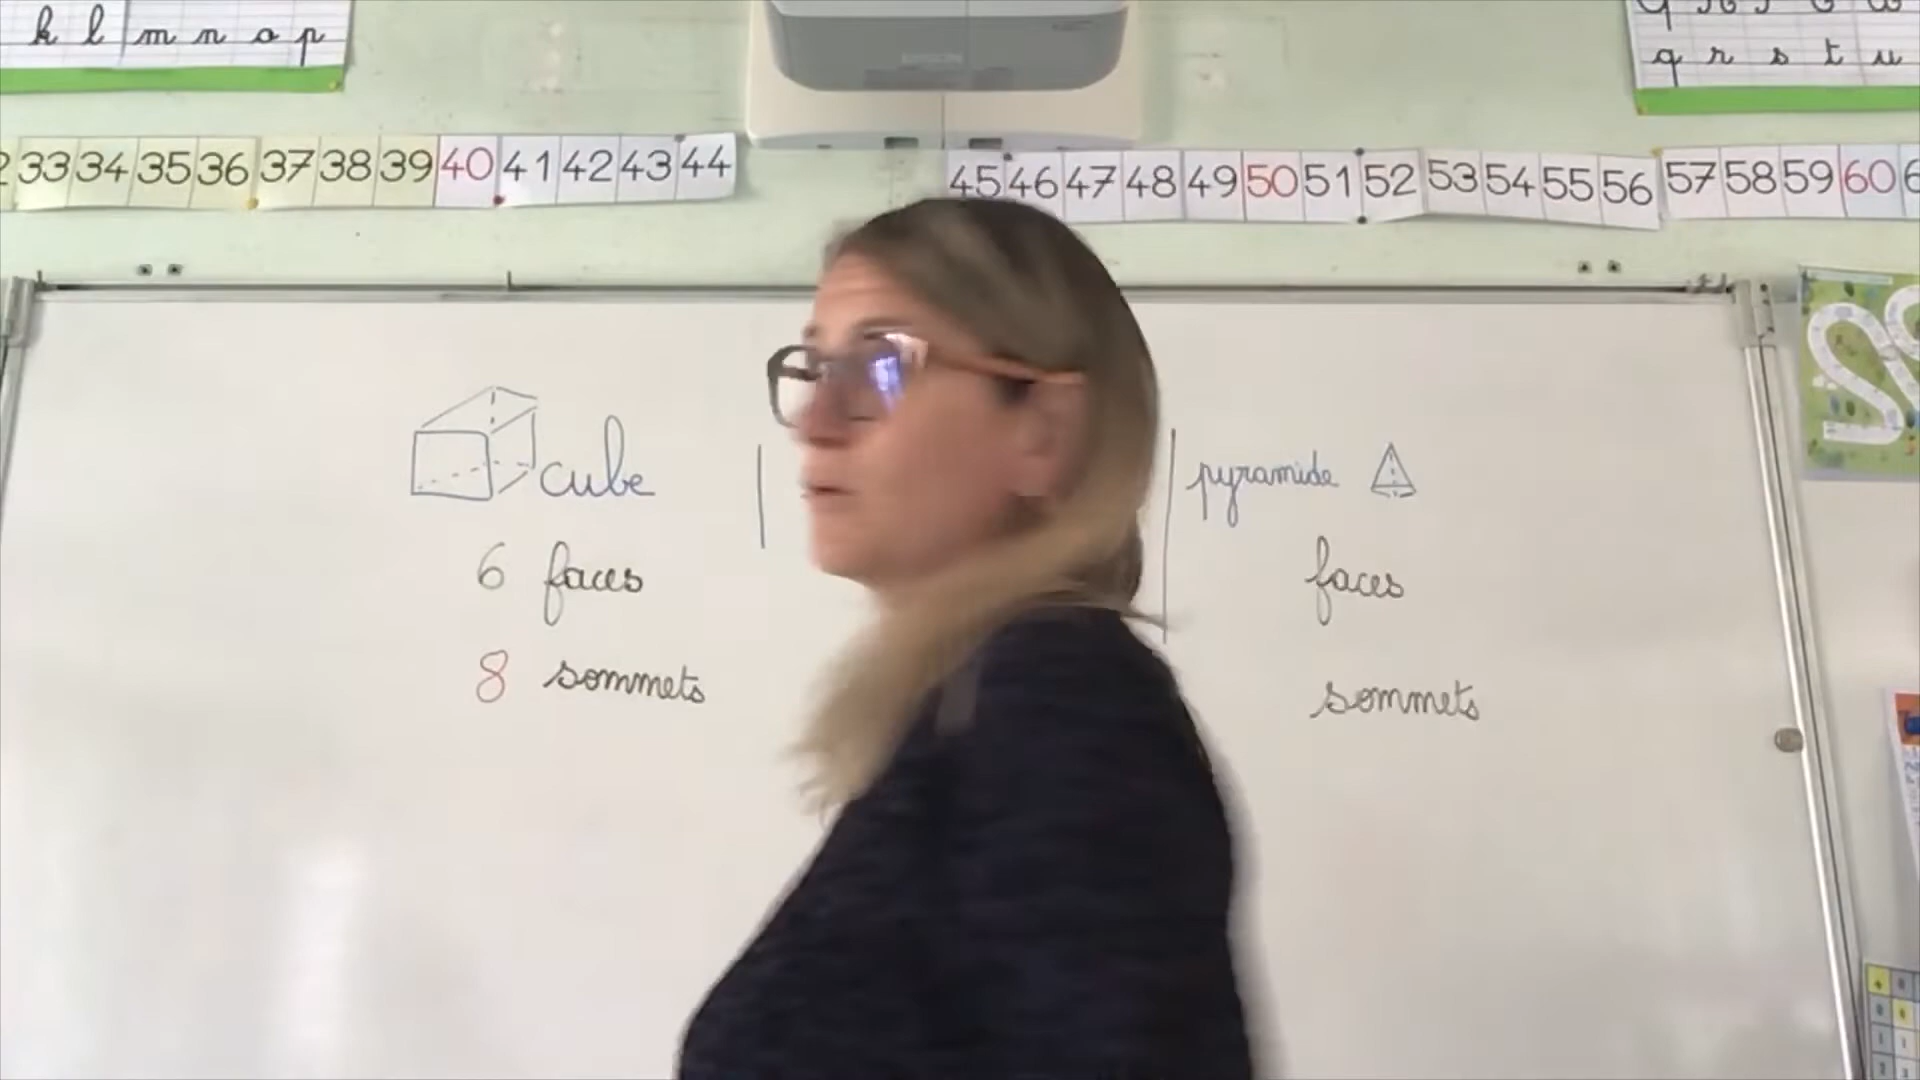 k l m n o p
q r s t u
EPSON
33 34 35 36 37 38 39 40 41 42 43 44
45 46 47 48 49 50 51 52 53 54 55 56 57 58 59 60
cube
pyramide
6 faces
faces
8 sommets
sommets